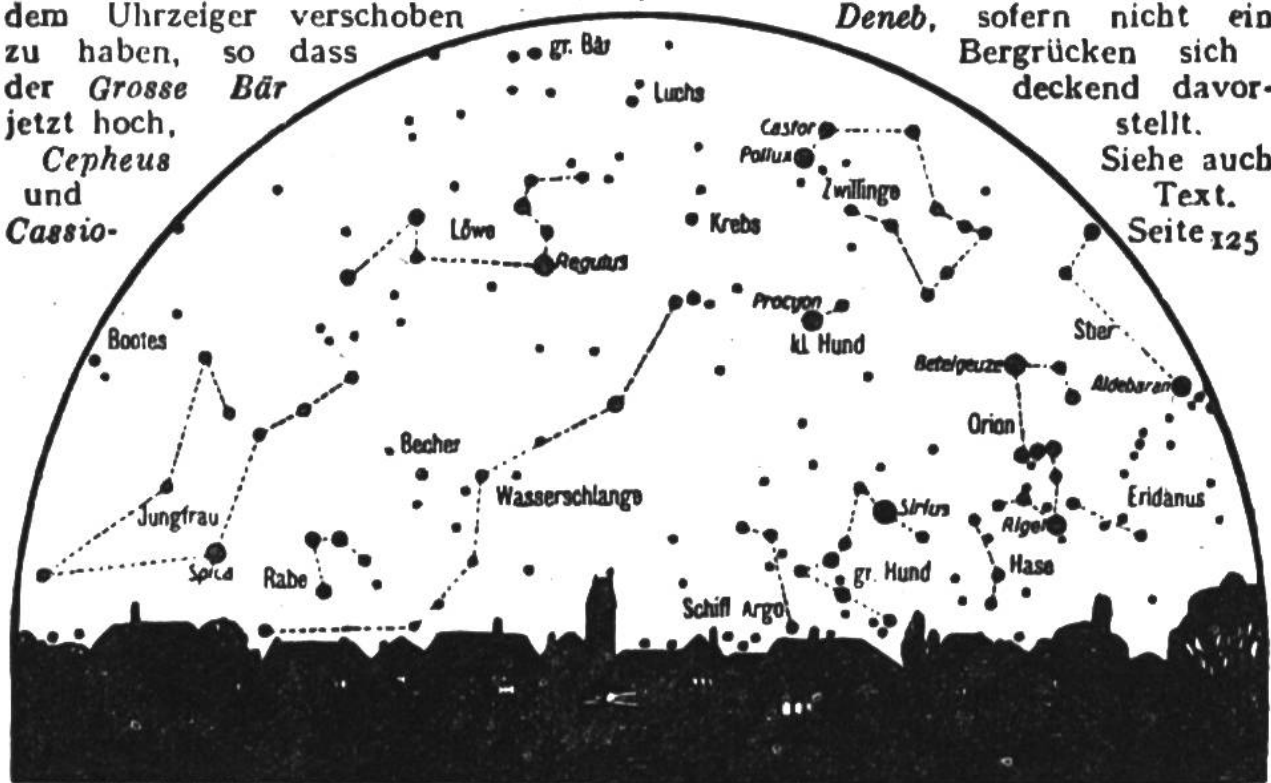 dem Uhrzeiger verschoben
zu haben, so dass
der Grosse Bär
jetzt hoch,
Cepheus
und
Cassio-
Deneb, sofern nicht ein
Bergrücken sich
deckend davor-
stellt.
Siehe auch
Text.
Seite 125
gr. Bär
Luchs
Castor
Pollux
Zwillinge
Löwe
Krebs
Regulus
Procyon
kl. Hund
Stier
Bootes
Betelgeuze
Aldebaran
Orion
Becher
Wasserschlange
Eridanus
Jungfrau
Sirius
Rigel
Spica
Rabe
gr. Hund
Hase
Schiff Argo